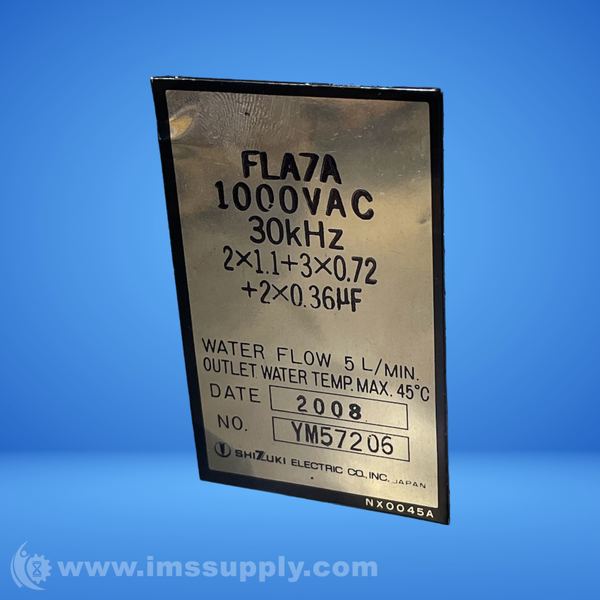 FLA7A
1000VAC
30kHz
2×1.1+3×0.72
+2×0.36µF
WATER FLOW 5 L/MIN.
OUTLET WATER TEMP. MAX. 45°C
DATE 2008
NO. YM57206
SHIZUKI ELECTRIC CO., INC. JAPAN
NX0045A
www.imssupply.com